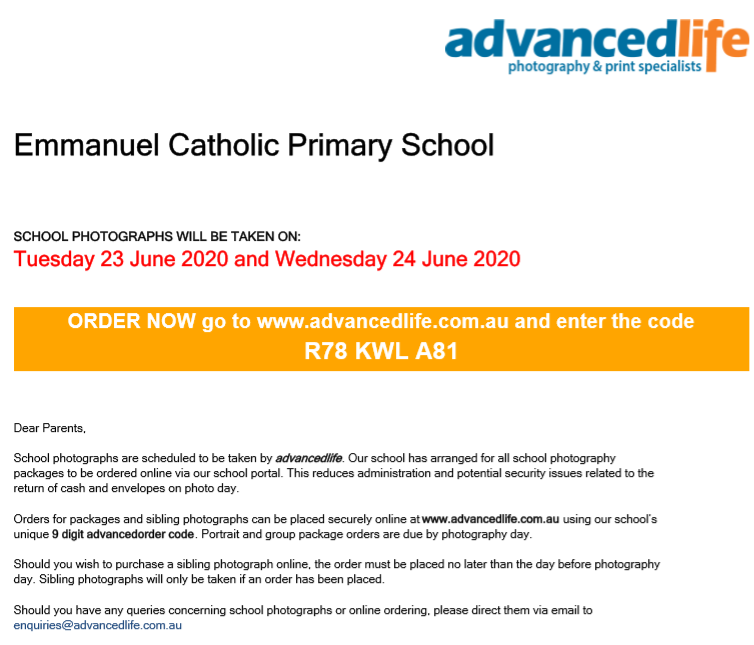 advancedlife
photography & print specialists
Emmanuel Catholic Primary School
SCHOOL PHOTOGRAPHS WILL BE TAKEN ON:
Tuesday 23 June 2020 and Wednesday 24 June 2020
ORDER NOW go to www.advancedlife.com.au and enter the code
R78 KWL A81
Dear Parents,
School photographs are scheduled to be taken by advancedlife. Our school has arranged for all school photography
packages to be ordered online via our school portal. This reduces administration and potential security issues related to the
return of cash and envelopes on photo day.
Orders for packages and sibling photographs can be placed securely online at www.advancedlife.com.au using our school's
unique 9 digit advancedorder code. Portrait and group package orders are due by photography day.
Should you wish to purchase a sibling photograph online, the order must be placed no later than the day before photography
day. Sibling photographs will only be taken if an order has been placed.
Should you have any queries concerning school photographs or online ordering, please direct them via email to
enquiries@advancedlife.com.au